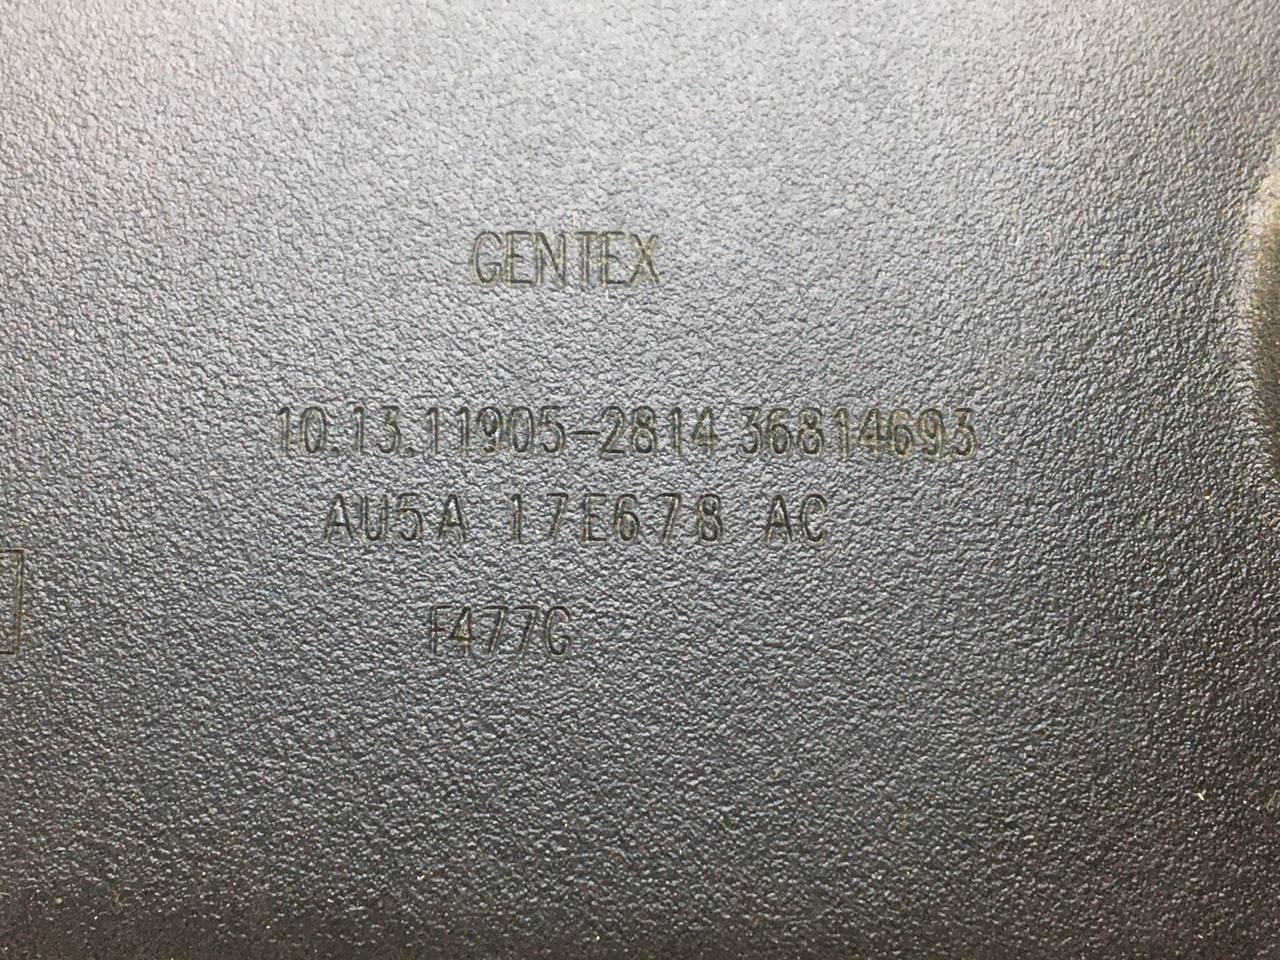 GENTEX
10.13.11905-2814 36814693
AU5A 17E678 AC
F477G